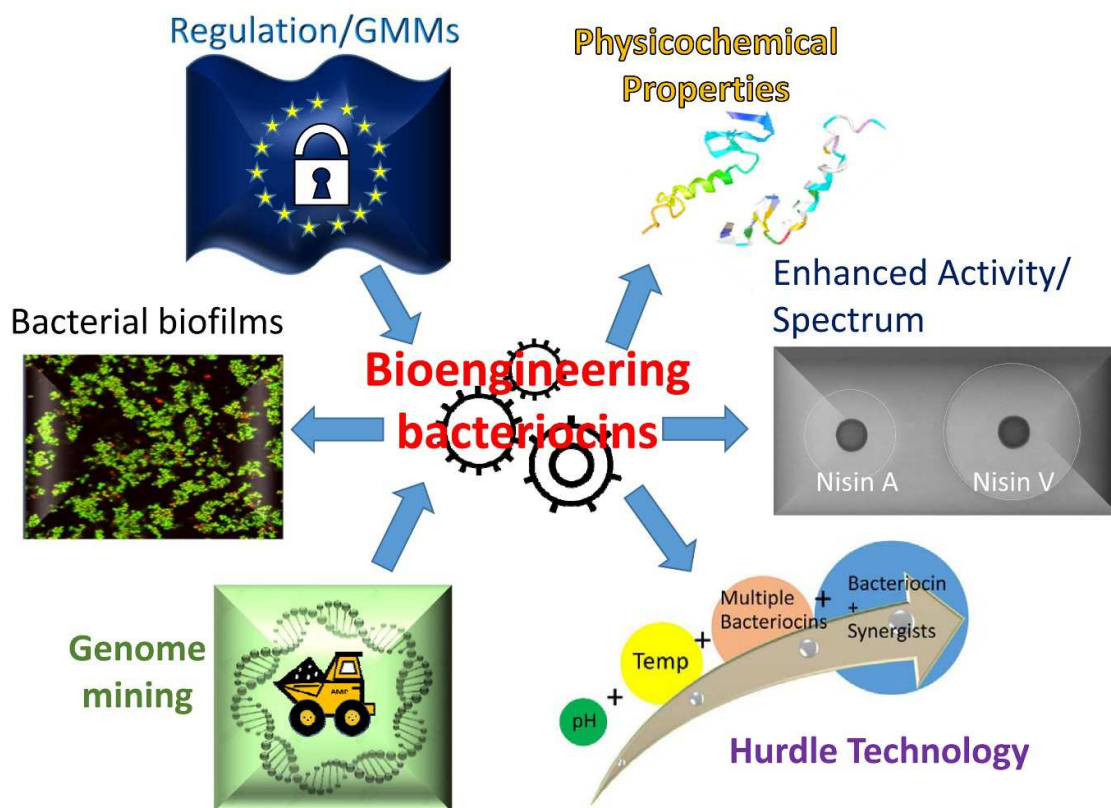 Regulation/GMMs
Physicochemical
Properties
Enhanced Activity/
Spectrum
Bacterial biofilms
Bioengineering
bacteriocins
Nisin A
Nisin V
Genome
mining
AMP
pH
+
Temp
+
Multiple
Bacteriocins
+
Bacteriocin
+
Synergists
Hurdle Technology